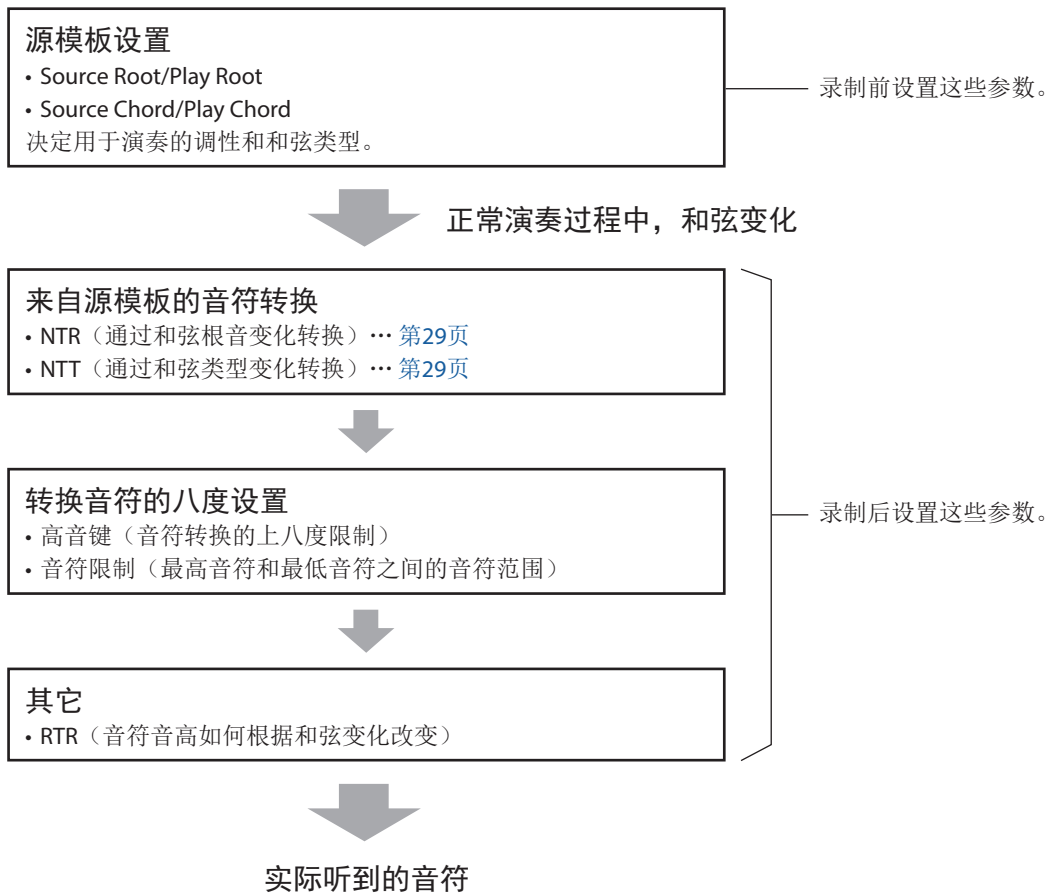 源模板设置
• Source Root/Play Root
• Source Chord/Play Chord
决定用于演奏的调性和和弦类型。
录制前设置这些参数。
正常演奏过程中，和弦变化
来自源模板的音符转换
• NTR（通过和弦根音变化转换）… 第29页
• NTT（通过和弦类型变化转换）… 第29页
转换音符的八度设置
• 高音键（音符转换的上八度限制）
• 音符限制（最高音符和最低音符之间的音符范围）
录制后设置这些参数。
其它
• RTR（音符音高如何根据和弦变化改变）
实际听到的音符